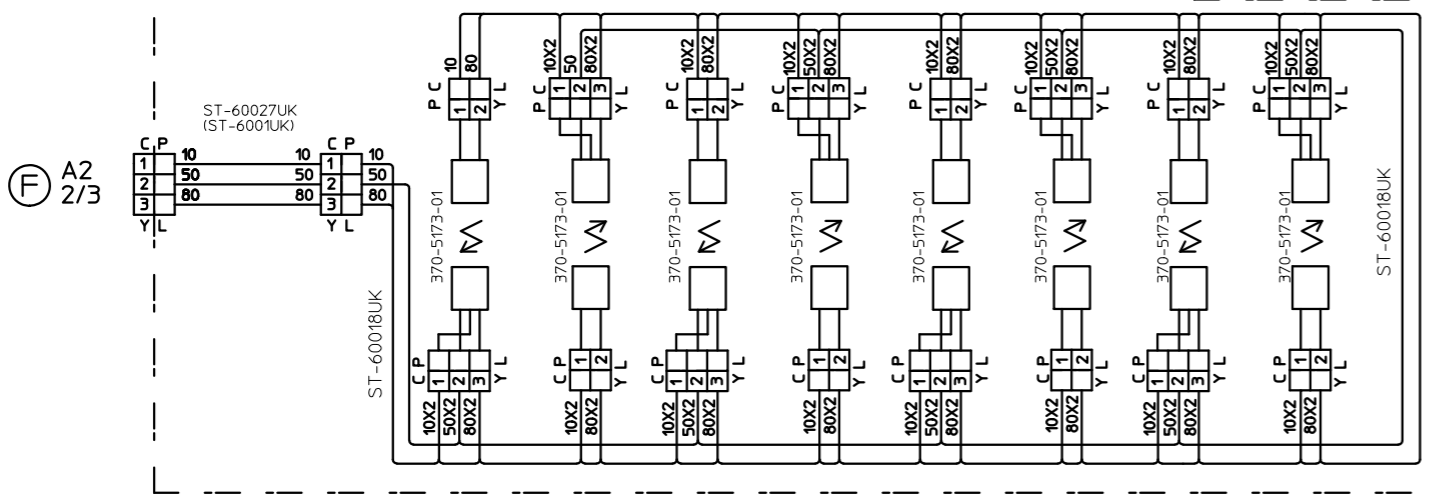 F
A2
2/3
ST-60027UK
(ST-6001UK)
C P
1 10 10
2 50 50
3 80 80
Y L
C P
1 10
2 50
3 80
Y L
ST-60018UK
10 80
P C
1 2
Y L
10X2 50 80X2
P C
1 2 3
Y L
10X2 80X2
P C
1 2
Y L
10X2 50X2 80X2
P C
1 2 3
Y L
10X2 80X2
P C
1 2
Y L
10X2 50X2 80X2
P C
1 2 3
Y L
10X2 80X2
P C
1 2
Y L
10X2 50X2 80X2
P C
1 2 3
Y L
370-5173-01
370-5173-01
370-5173-01
370-5173-01
370-5173-01
370-5173-01
370-5173-01
370-5173-01
ST-60018UK
C P
1 2 3
Y L
10X2 50X2 80X2
C P
1 2
Y L
10X2 80X2
C P
1 2 3
Y L
10X2 50X2 80X2
C P
1 2
Y L
10X2 80X2
C P
1 2 3
Y L
10X2 50X2 80X2
C P
1 2
Y L
10X2 80X2
C P
1 2 3
Y L
10X2 50X2 80X2
C P
1 2
Y L
10X2 80X2